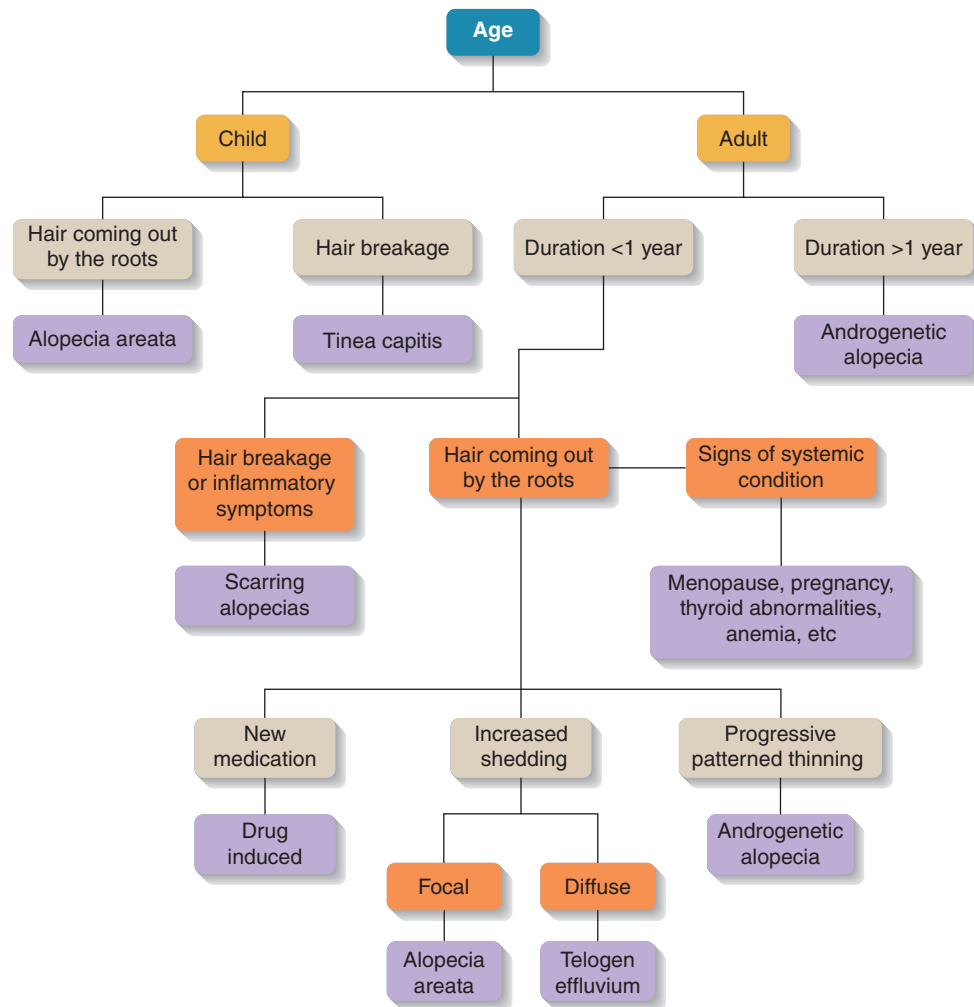 Age
Child
Adult
Hair coming out
by the roots
Hair breakage
Duration <1 year
Duration >1 year
Alopecia areata
Tinea capitis
Androgenetic
alopecia
Hair breakage
or inflammatory
symptoms
Hair coming out
by the roots
Signs of systemic
condition
Scarring
alopecias
Menopause, pregnancy,
thyroid abnormalities,
anemia, etc
New
medication
Increased
shedding
Progressive
patterned thinning
Drug
induced
Androgenetic
alopecia
Focal
Diffuse
Alopecia
areata
Telogen
effluvium